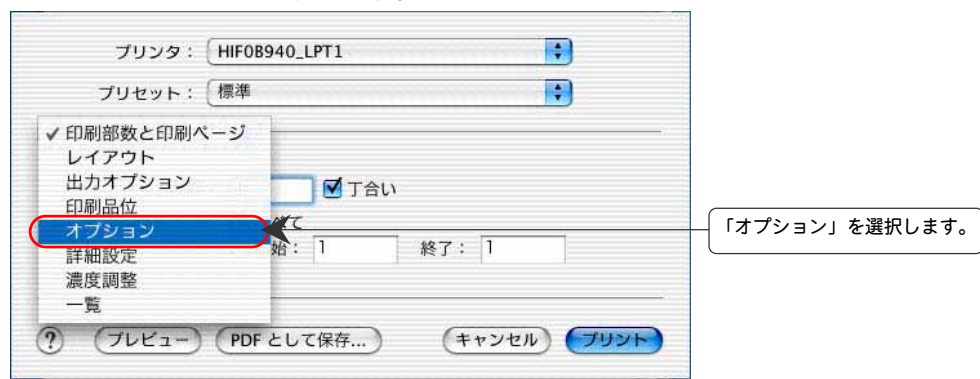 プリンタ： HIF0B940_LPT1
プリセット： 標準
✓ 印刷部数と印刷ページ
レイアウト
出力オプション
印刷品位
オプション
詳細設定
濃度調整
一覧
丁合い
べて
始： 1 終了： 1
「オプション」を選択します。
? プレビュー PDF として保存... キャンセル プリント